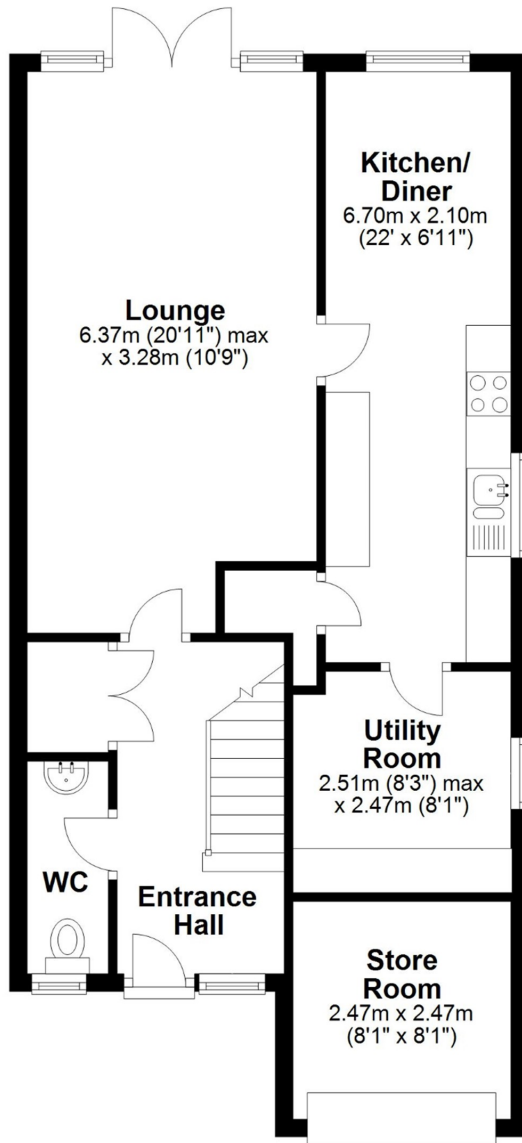 Kitchen/
Diner
6.70m x 2.10m
(22' x 6'11")
Lounge
6.37m (20'11") max
x 3.28m (10'9")
Utility
Room
2.51m (8'3") max
x 2.47m (8'1")
WC
Entrance
Hall
Store
Room
2.47m x 2.47m
(8'1" x 8'1")